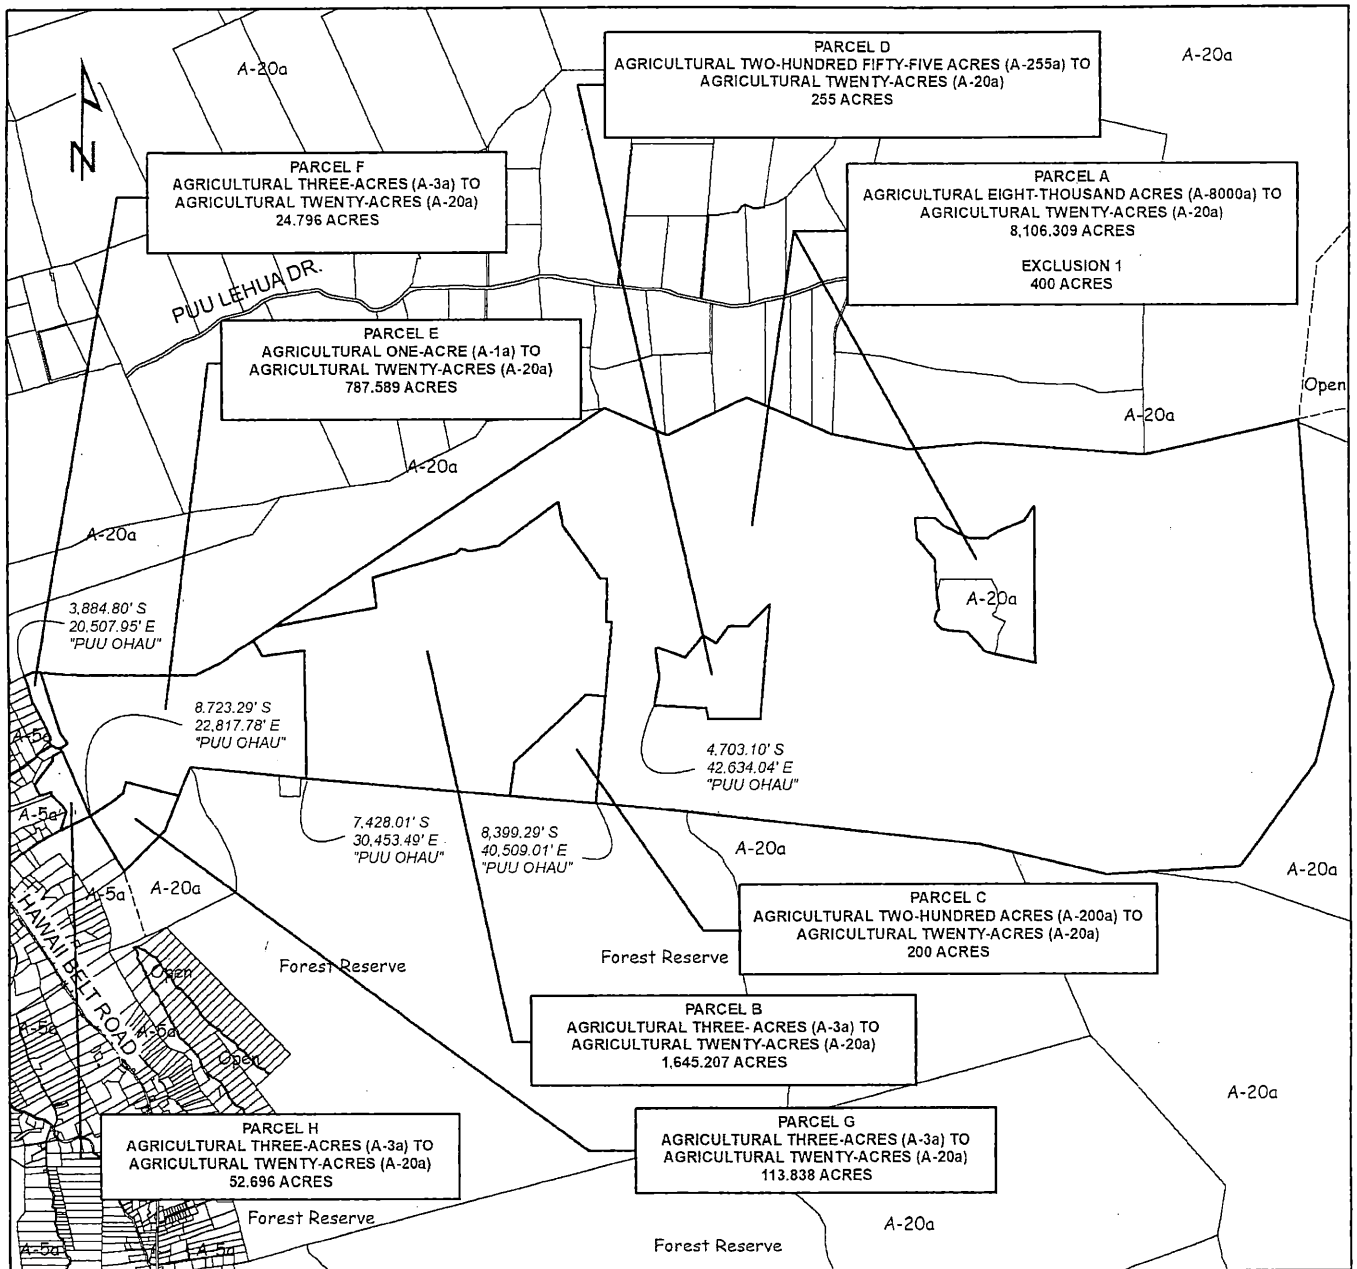 A-20a
PARCEL D
AGRICULTURAL TWO-HUNDRED FIFTY-FIVE ACRES (A-255a) TO
AGRICULTURAL TWENTY-ACRES (A-20a)
255 ACRES
A-20a
N
PARCEL F
AGRICULTURAL THREE-ACRES (A-3a) TO
AGRICULTURAL TWENTY-ACRES (A-20a)
24.796 ACRES
PARCEL A
AGRICULTURAL EIGHT-THOUSAND ACRES (A-8000a) TO
AGRICULTURAL TWENTY-ACRES (A-20a)
8,106.309 ACRES
EXCLUSION 1
400 ACRES
PUU LEHUA DR.
PARCEL E
AGRICULTURAL ONE-ACRE (A-1a) TO
AGRICULTURAL TWENTY-ACRES (A-20a)
787.589 ACRES
Open
A-20a
A-20a
A-20a
A-20a
3,884.80' S
20,507.95' E
"PUU OHAU"
8.723.29' S
22,817.78' E
"PUU OHAU"
A-5a
4,703.10' S
42.634.04' E
"PUU OHAU"
A-5a
7,428.01' S
30,453.49' E
"PUU OHAU"
8,399.29' S
40,509.01' E
"PUU OHAU"
A-20a
A-20a
A-5a
A-20a
PARCEL C
AGRICULTURAL TWO-HUNDRED ACRES (A-200a) TO
AGRICULTURAL TWENTY-ACRES (A-20a)
200 ACRES
HAWAII BELT ROAD
Forest Reserve
Forest Reserve
Open
PARCEL B
AGRICULTURAL THREE- ACRES (A-3a) TO
AGRICULTURAL TWENTY-ACRES (A-20a)
1,645.207 ACRES
A-5a
A-5a
Open
A-20a
PARCEL H
AGRICULTURAL THREE-ACRES (A-3a) TO
AGRICULTURAL TWENTY-ACRES (A-20a)
52.696 ACRES
PARCEL G
AGRICULTURAL THREE-ACRES (A-3a) TO
AGRICULTURAL TWENTY-ACRES (A-20a)
113.838 ACRES
Forest Reserve
A-20a
A-5a
A-5a
Forest Reserve